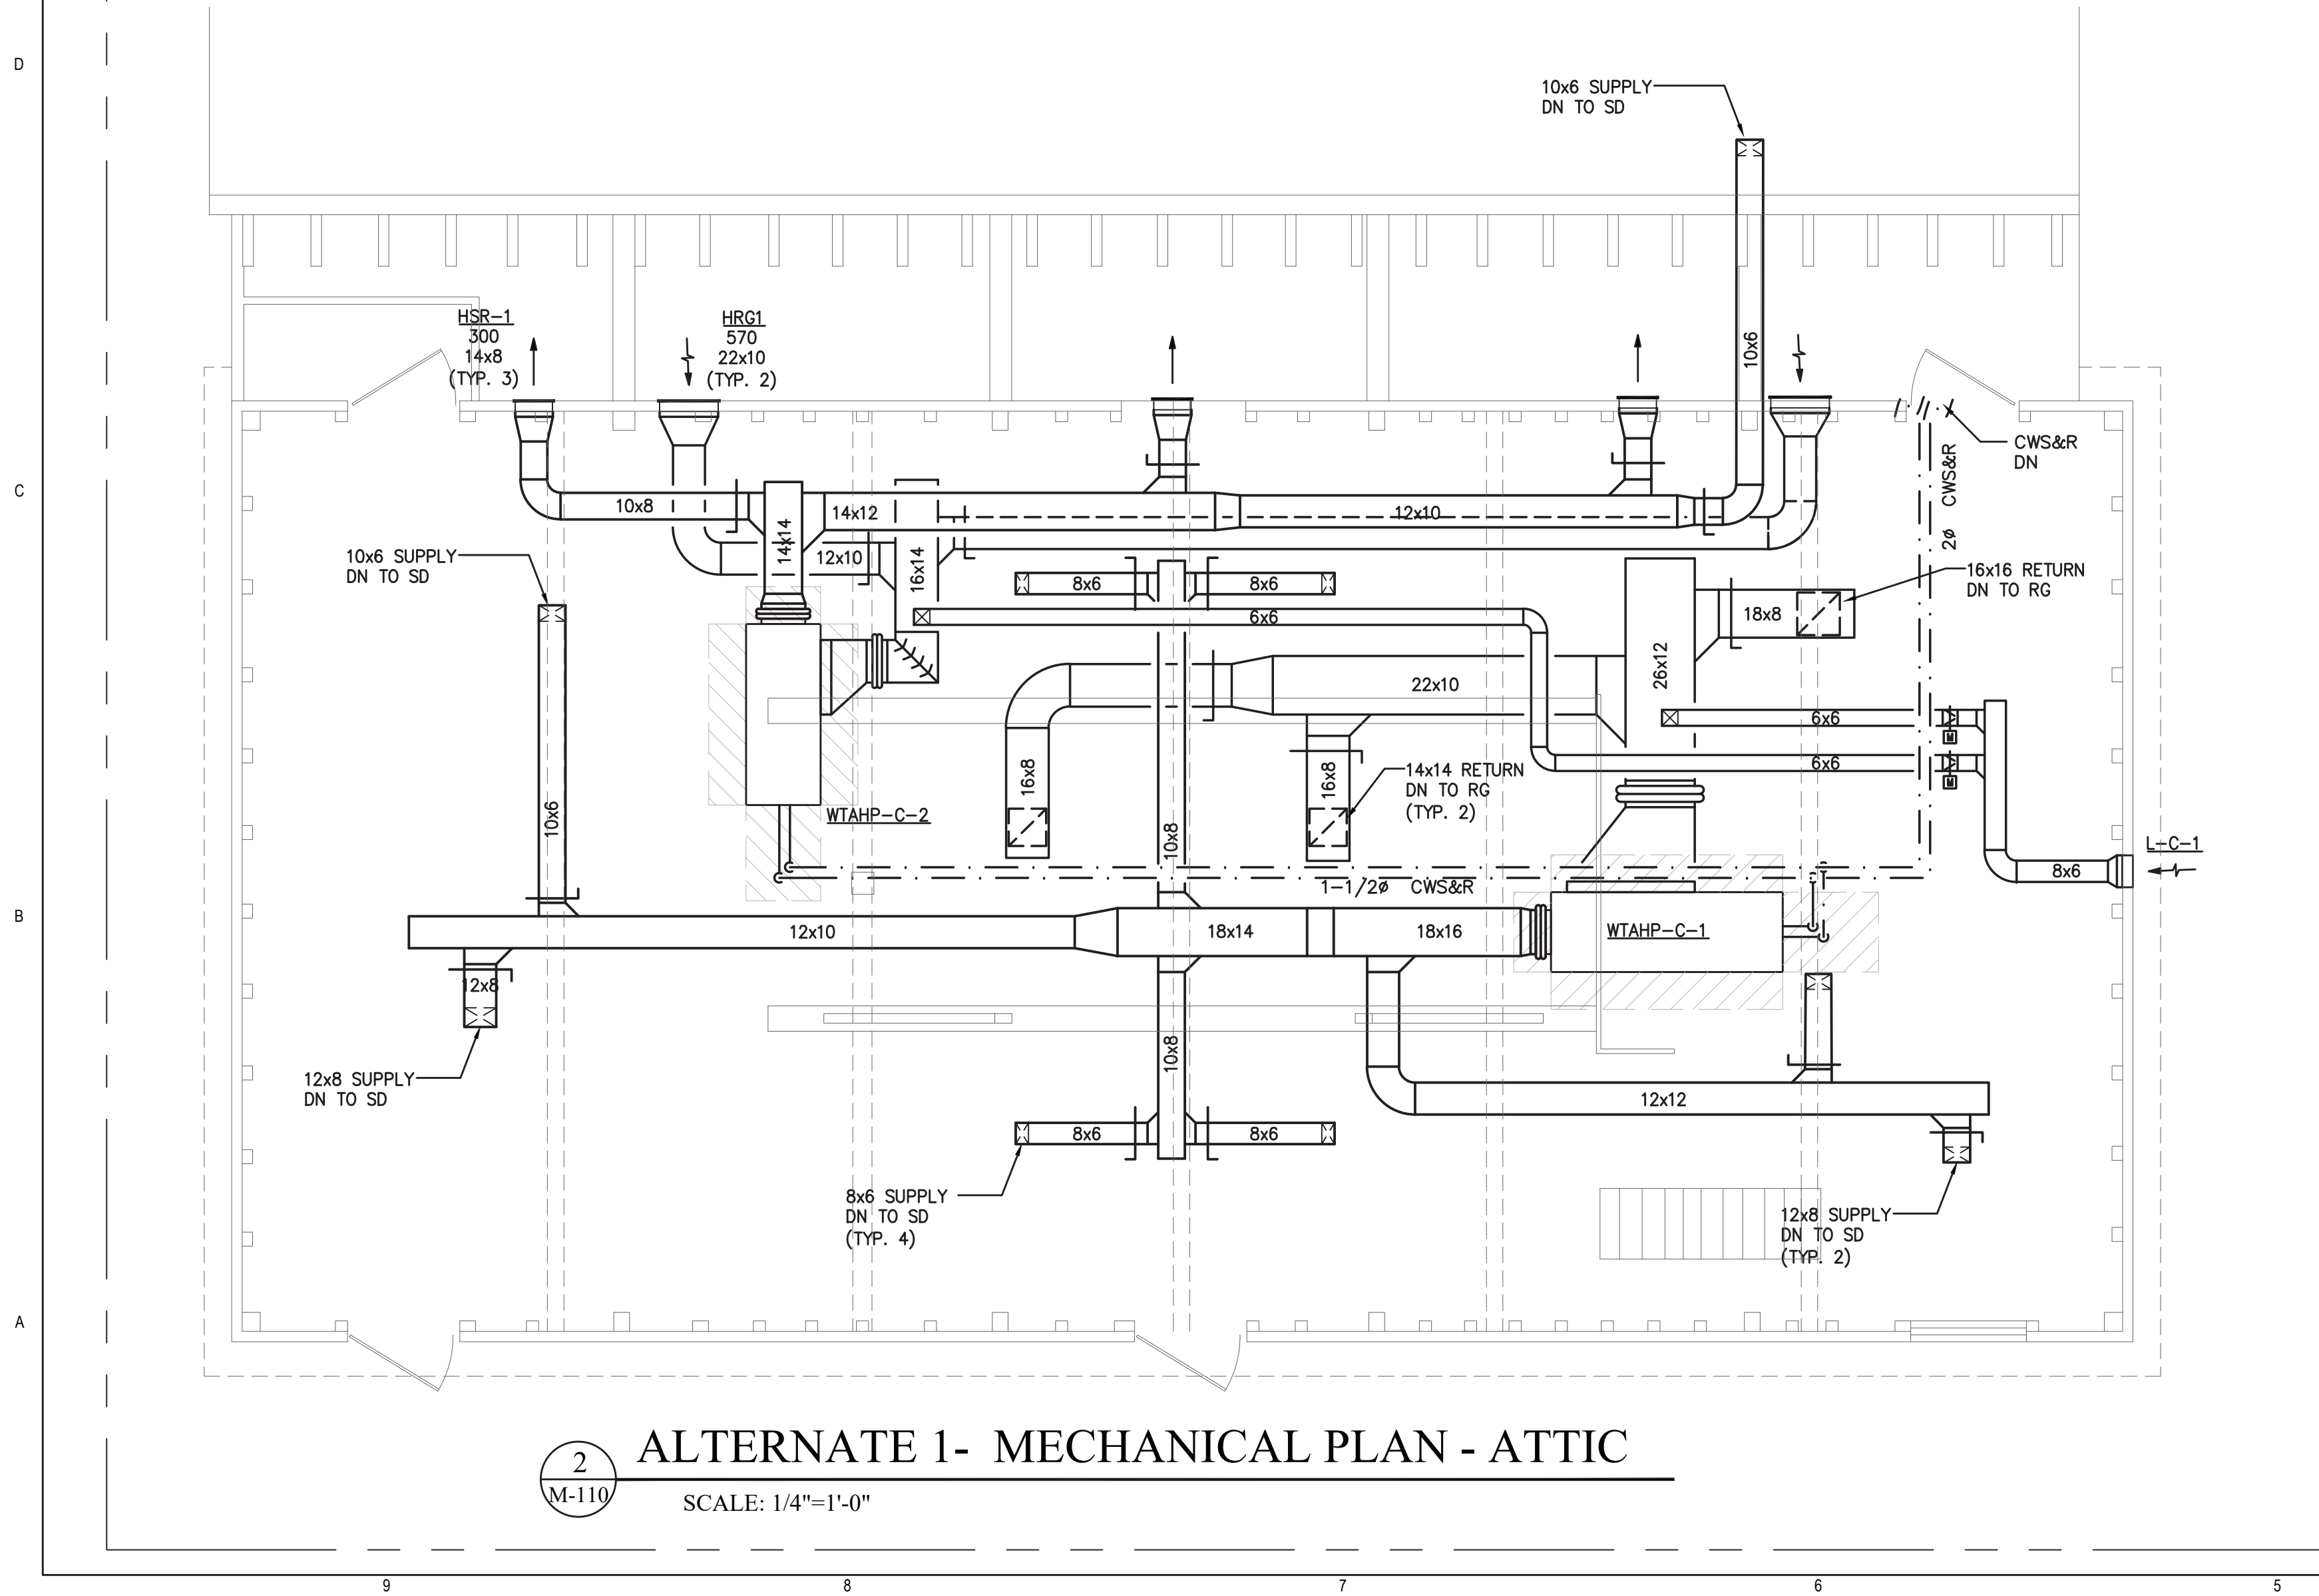 D
10x6 SUPPLY
DN TO SD
HSR-1
300
14x8
(TYP. 3)
HRG1
570
22x10
(TYP. 2)
10x6
CWS&R
DN
2ø CWS&R
C
10x8
14x14
14x12
12x10
12x10
16x14
10x6 SUPPLY
DN TO SD
8x6
8x6
6x6
16x16 RETURN
DN TO RG
18x8
26x12
22x10
6x6
6x6
16x8
16x8
14x14 RETURN
DN TO RG
(TYP. 2)
10x6
WTAHP-C-2
10x8
L-C-1
8x6
1-1/2ø CWS&R
B
12x10
18x14
18x16
WTAHP-C-1
12x8
10x8
12x8 SUPPLY
DN TO SD
12x12
8x6
8x6
8x6 SUPPLY
DN TO SD
(TYP. 4)
12x8 SUPPLY
DN TO SD
(TYP. 2)
A
2
M-110
ALTERNATE 1- MECHANICAL PLAN - ATTIC
SCALE: 1/4"=1'-0"
9
8
7
6
5